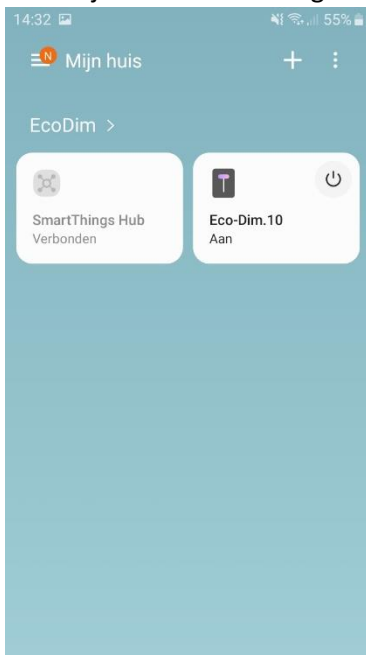 14:32 55%
N Mijn huis
EcoDim >
SmartThings Hub
Verbonden
Eco-Dim.10
Aan